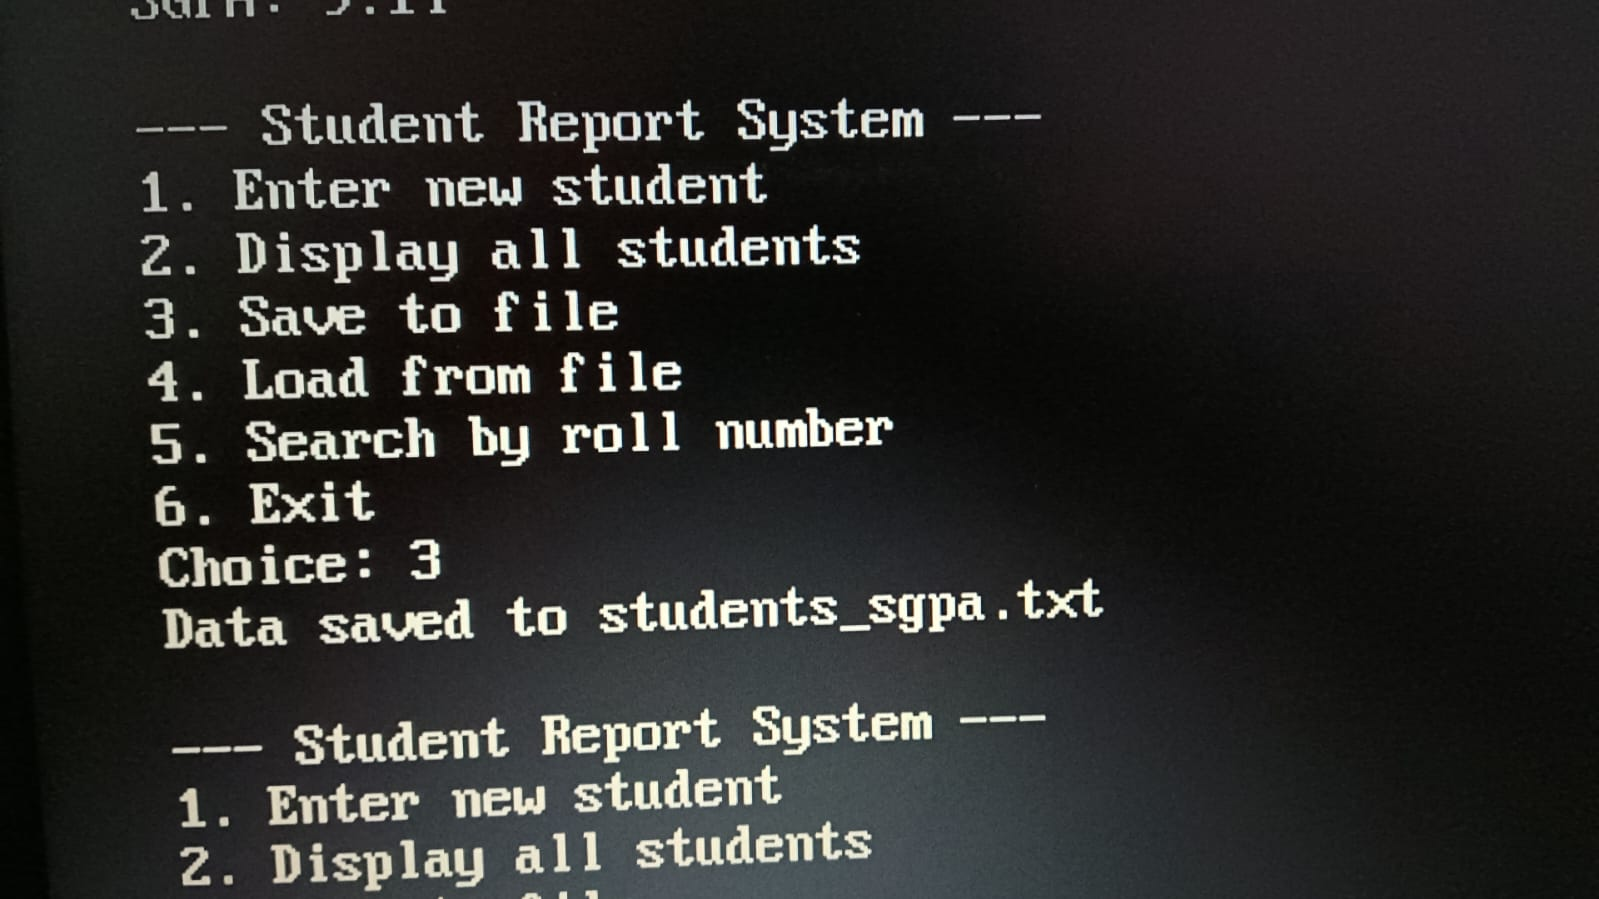 --- Student Report System ---
1. Enter new student
2. Display all students
3. Save to file
4. Load from file
5. Search by roll number
6. Exit
Choice: 3
Data saved to students_sgpa.txt
--- Student Report System ---
1. Enter new student
2. Display all students